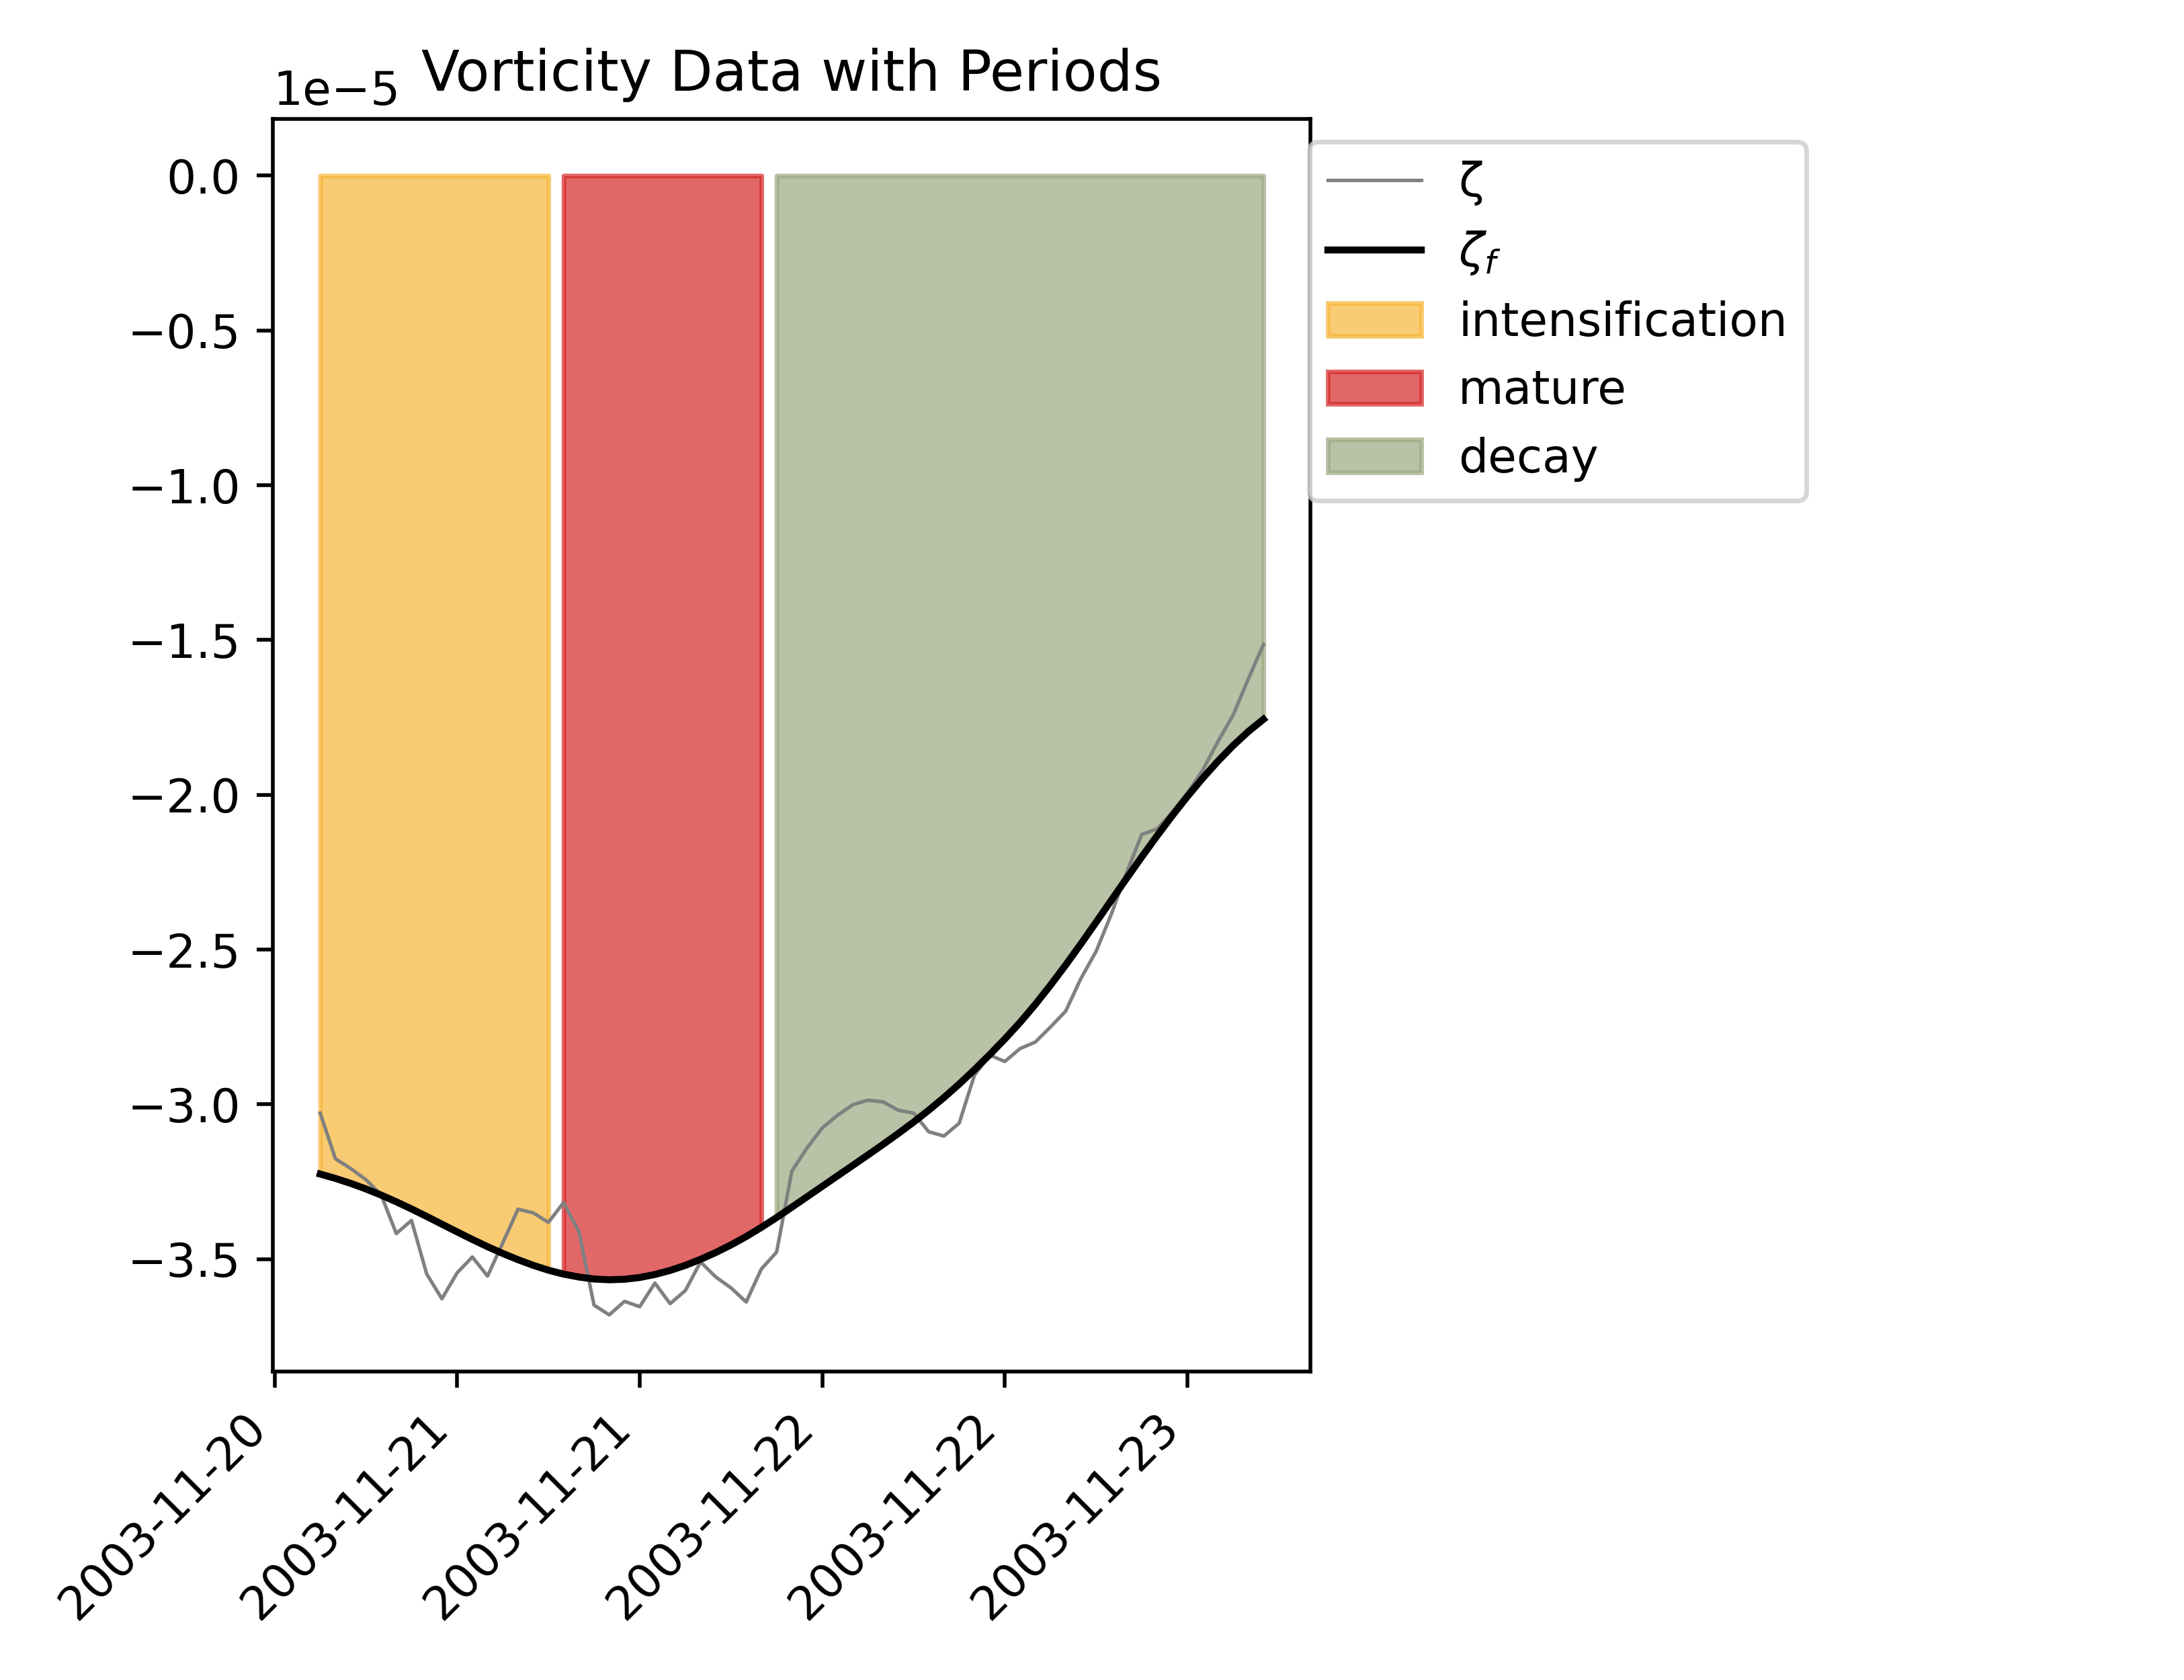 Vorticity Data with Periods
1e−5
0.0
−0.5
−1.0
−1.5
−2.0
−2.5
−3.0
−3.5
2003-11-20
2003-11-21
2003-11-21
2003-11-22
2003-11-22
2003-11-23
ζ
ζf
intensification
mature
decay